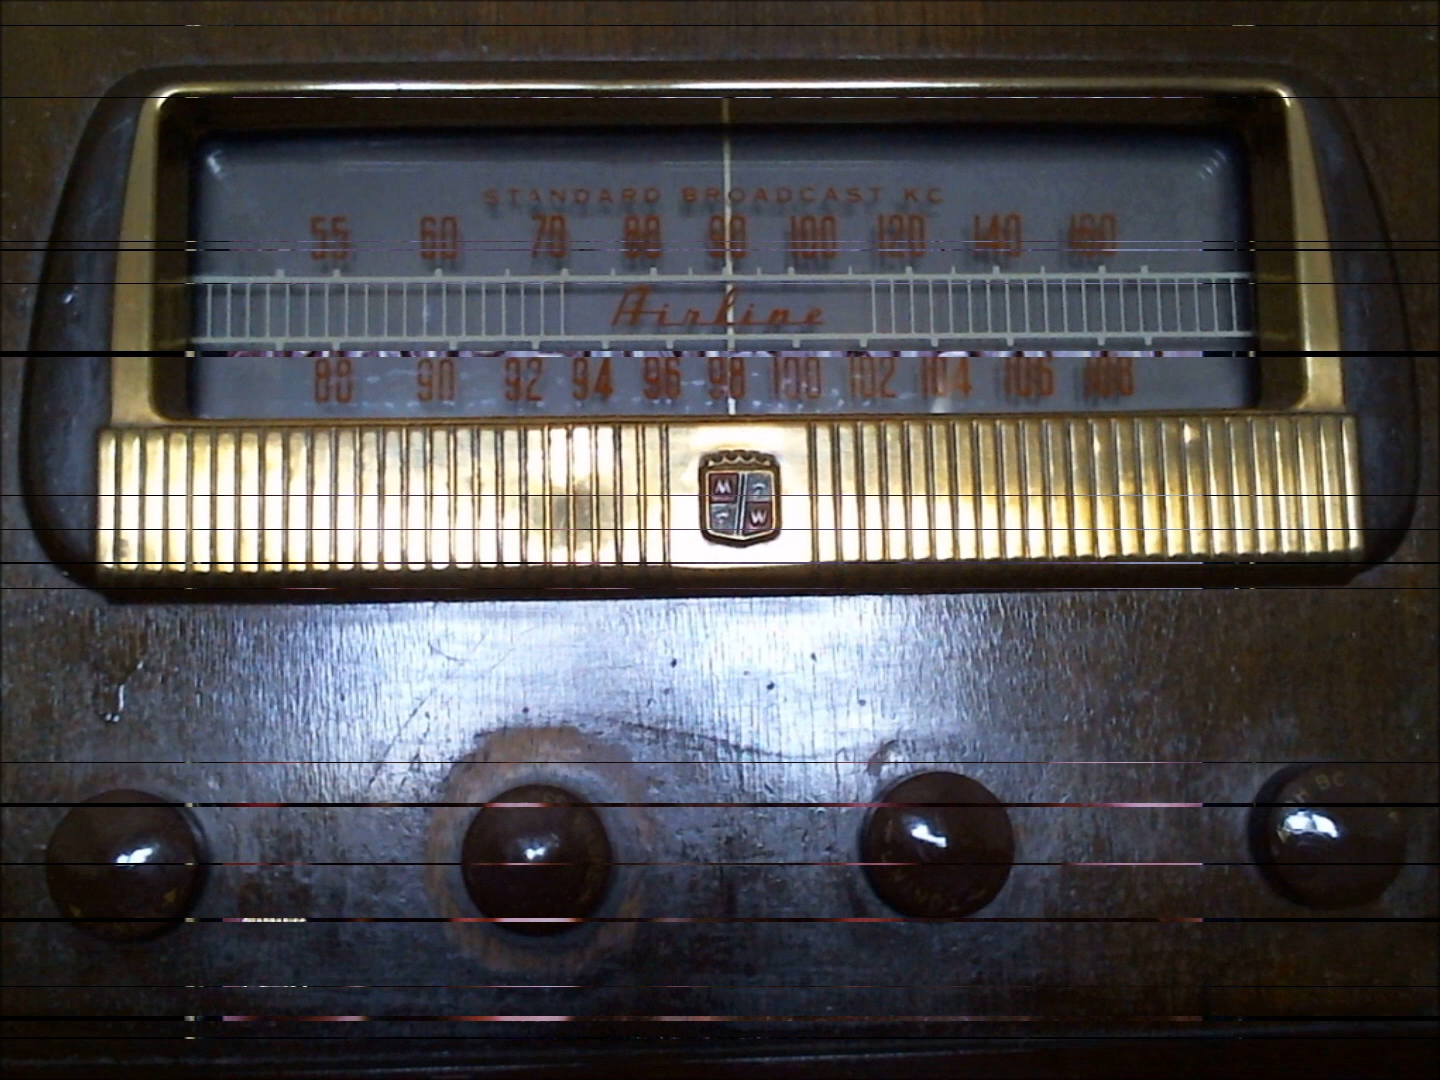 STANDARD BROADCAST KC
55 60 70 80 90 100 120 140 160
Airline
88 90 92 94 96 98 100 102 104 106 108
M
W
BC